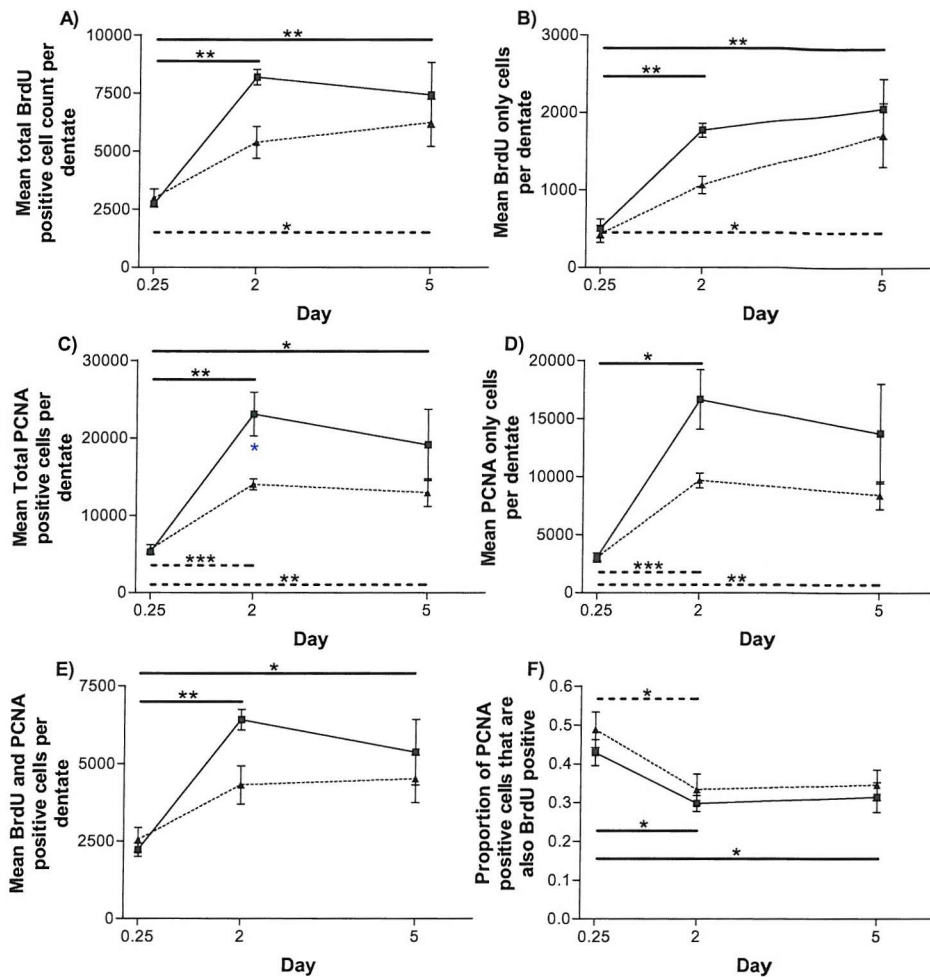 A)
Mean total BrdU
positive cell count per
dentate
10000
7500
5000
2500
0
**
**
*
0.25
2
5
Day
B)
Mean BrdU only cells
per dentate
3000
2000
1000
0
**
**
*
0.25
2
5
Day
C)
Mean Total PCNA
positive cells per
dentate
30000
20000
10000
0
*
**
*
***
**
0.25
2
5
Day
D)
Mean PCNA only cells
per dentate
20000
15000
10000
5000
0
*
***
**
0.25
2
5
Day
E)
Mean BrdU and PCNA
positive cells per
dentate
7500
5000
2500
0
*
**
0.25
2
5
Day
F)
Proportion of PCNA
positive cells that are
also BrdU positive
0.6
0.5
0.4
0.3
0.2
0.1
0.0
*
*
*
0.25
2
5
Day